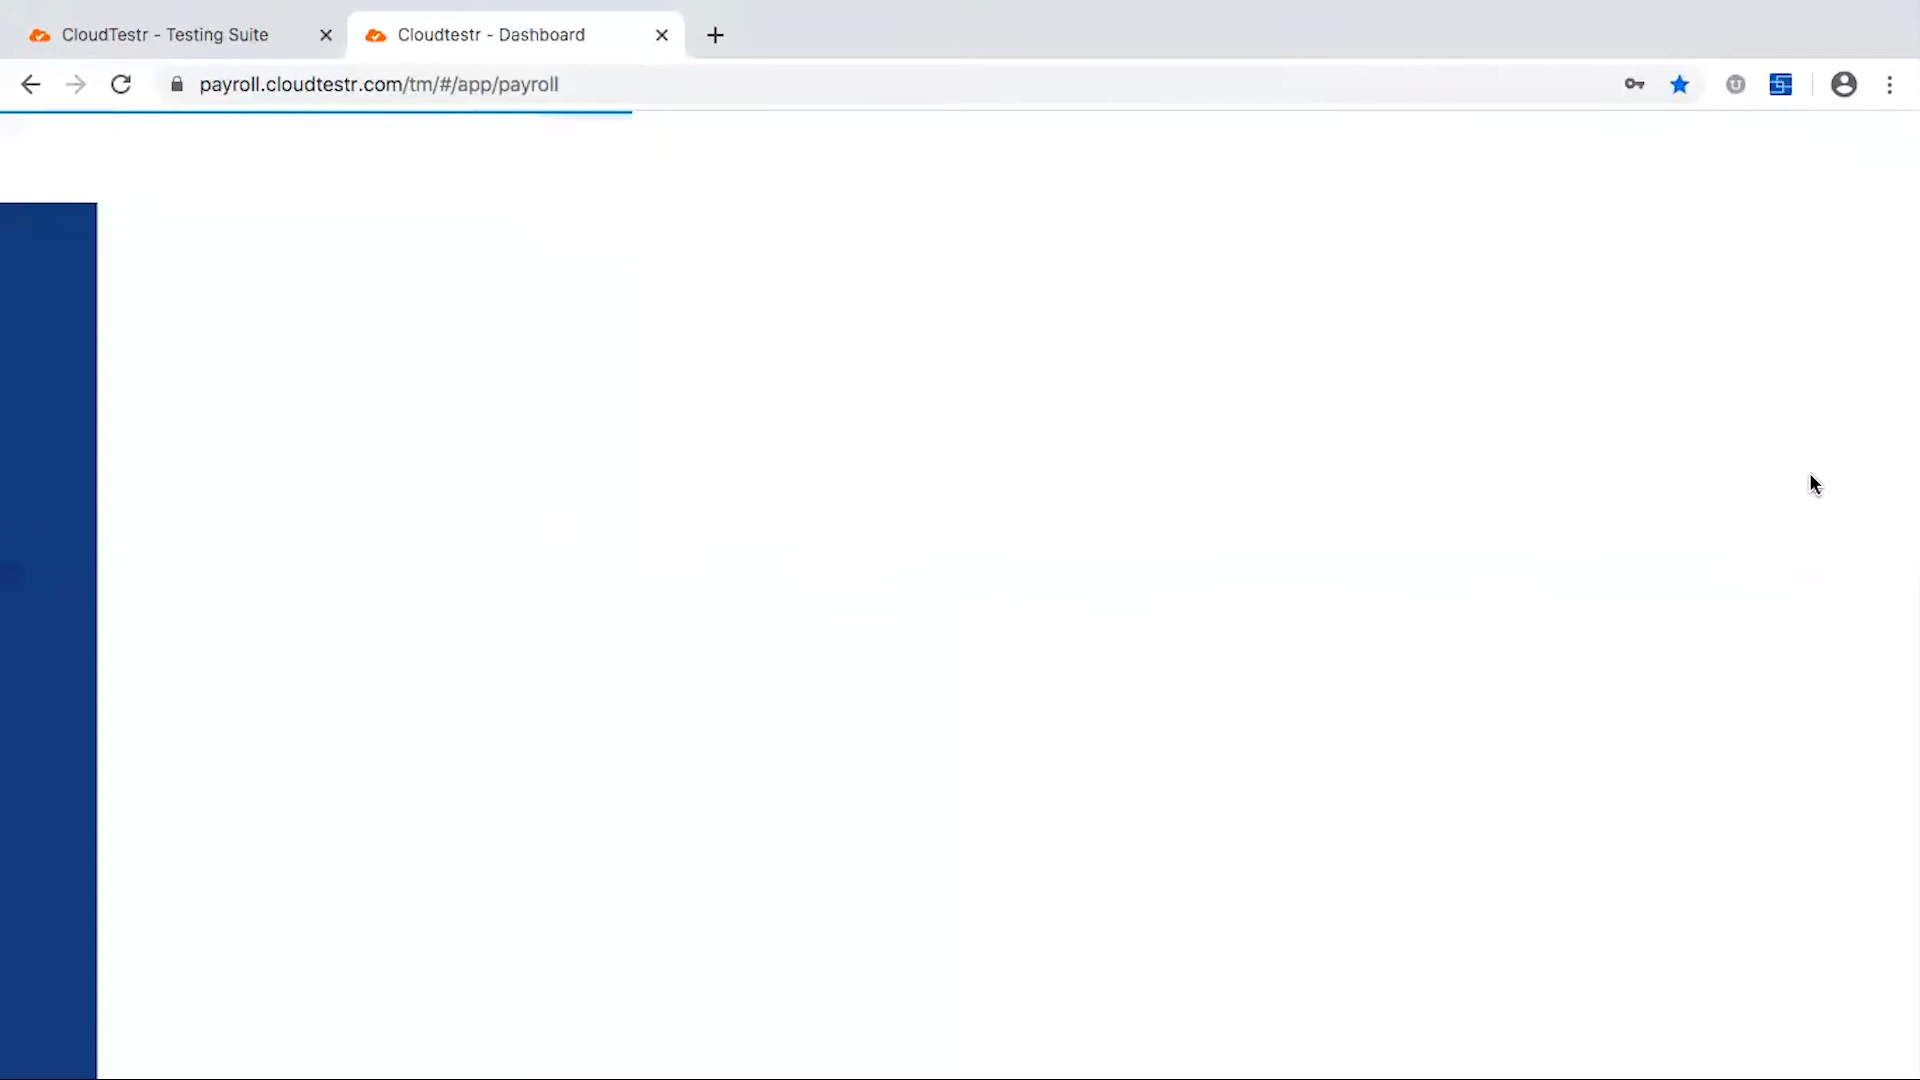 CloudTestr - Testing Suite
Cloudtestr - Dashboard
payroll.cloudtestr.com/tm/#/app/payroll